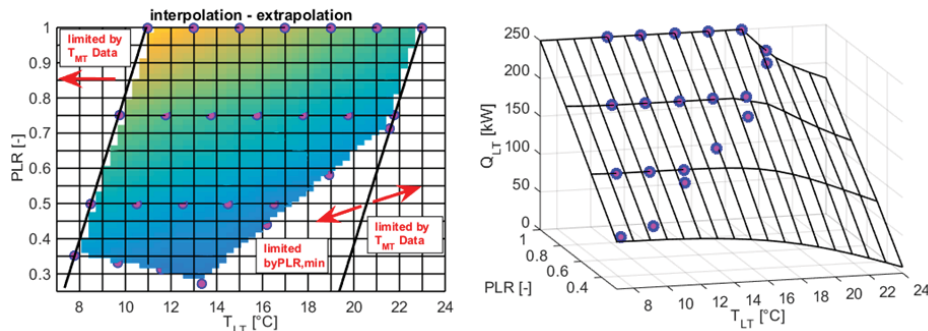 interpolation - extrapolation
1
0.9
0.8
0.7
0.6
0.5
0.4
0.3
PLR [-]
limited by
T_MT Data
limited
byPLR,min
limited by
T_MT Data
8 10 12 14 16 18 20 22 24
T_LT [°C]
250
200
150
100
50
0
Q_LT [kW]
1
0.8
0.6
0.4
PLR [-]
8 10 12 14 16 18 20 22 24
T_LT [°C]